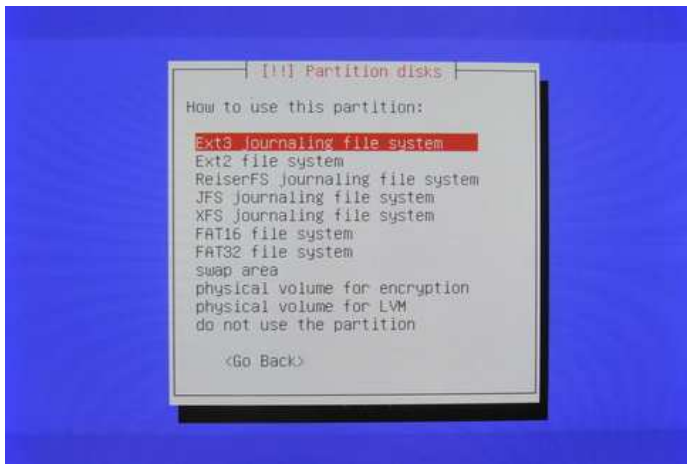 [!!] Partition disks
How to use this partition:
Ext3 journaling file system
Ext2 file system
ReiserFS journaling file system
JFS journaling file system
XFS journaling file system
FAT16 file system
FAT32 file system
swap area
physical volume for encryption
physical volume for LVM
do not use the partition
<Go Back>